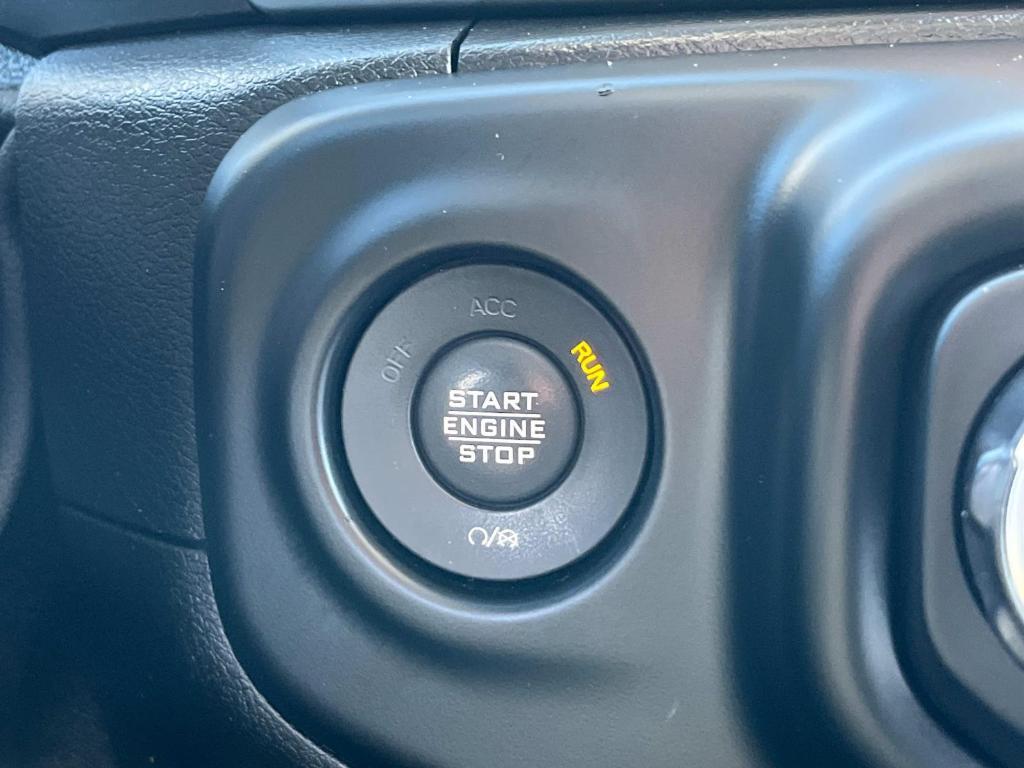 ACC
OFF
RUN
START
ENGINE
STOP